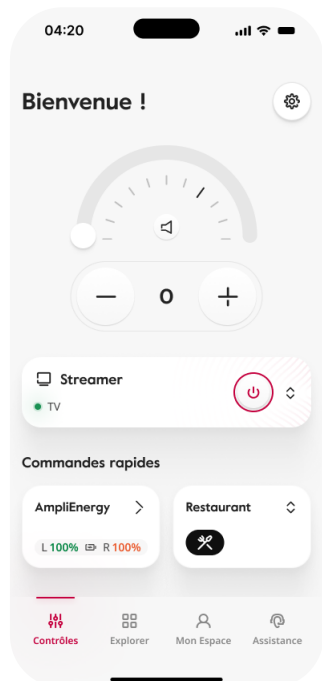 04:20
Bienvenue !
0
Streamer
TV
Commandes rapides
AmpliEnergy
L 100% R 100%
Restaurant
Contrôles
Explorer
Mon Espace
Assistance